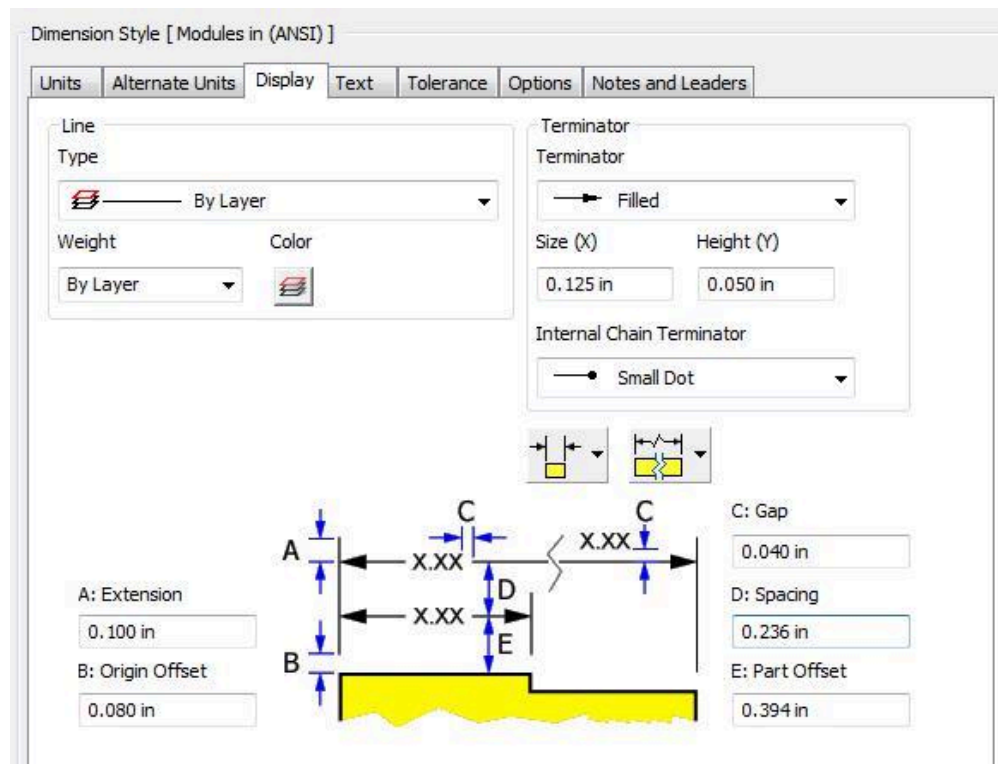 Dimension Style [ Modules in (ANSI) ]
Units Alternate Units Display Text Tolerance Options Notes and Leaders
Line
Type
By Layer
Weight Color
By Layer
Terminator
Terminator
Filled
Size (X) Height (Y)
0.125 in 0.050 in
Internal Chain Terminator
Small Dot
A: Extension
0.100 in
B: Origin Offset
0.080 in
C C
A X.XX X.XX
D
X.XX
B E
C: Gap
0.040 in
D: Spacing
0.236 in
E: Part Offset
0.394 in